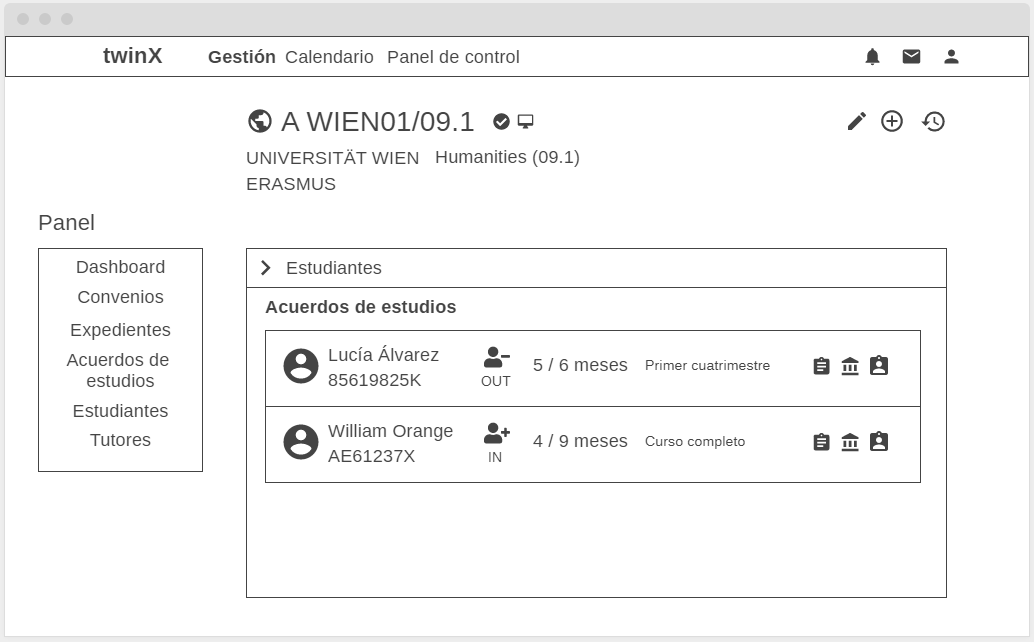 twinX Gestión Calendario Panel de control
A WIEN01/09.1
UNIVERSITÄT WIEN Humanities (09.1)
ERASMUS
Panel
Dashboard
Convenios
Expedientes
Acuerdos de
estudios
Estudiantes
Tutores
Estudiantes
Acuerdos de estudios
Lucía Álvarez
85619825K
OUT
5 / 6 meses
Primer cuatrimestre
William Orange
AE61237X
IN
4 / 9 meses
Curso completo